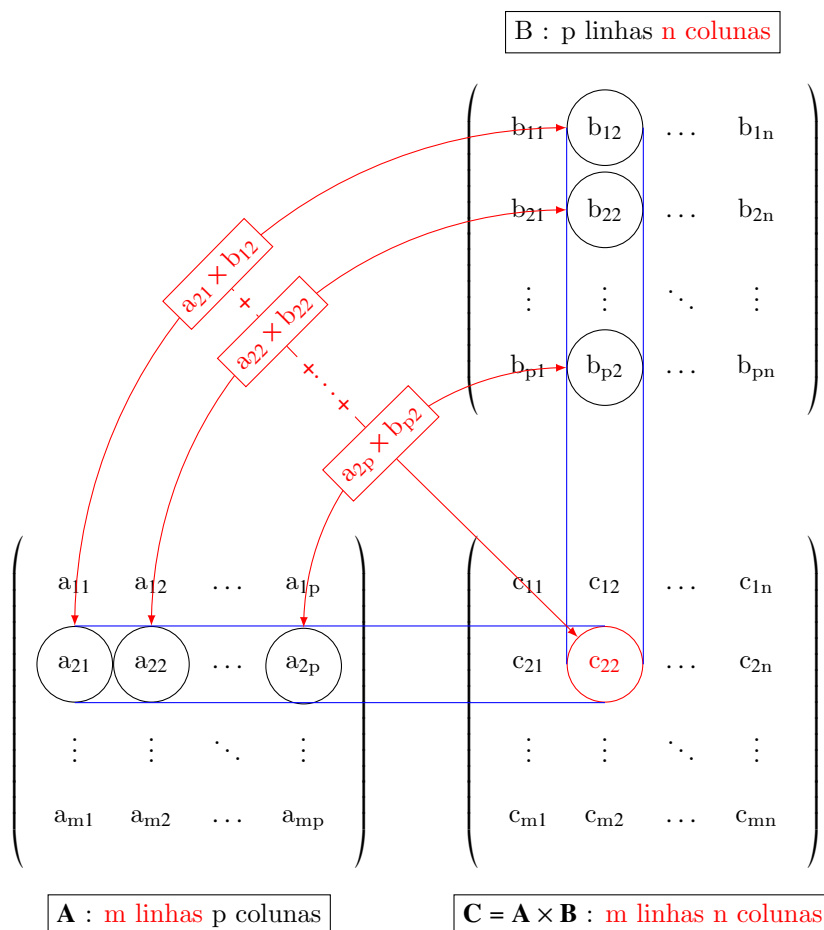 B : p linhas n colunas
b₁₁ b₁₂ … b₁ₙ
b₂₁ b₂₂ … b₂ₙ
⋮ ⋮ ⋱ ⋮
bₚ₁ bₚ₂ … bₚₙ
a₂₁ × b₁₂
+
a₂₂ × b₂₂
+ … +
a₂ₚ × bₚ₂
a₁₁ a₁₂ … a₁ₚ
a₂₁ a₂₂ … a₂ₚ
⋮ ⋮ ⋱ ⋮
aₘ₁ aₘ₂ … aₘₚ
c₁₁ c₁₂ … c₁ₙ
c₂₁ c₂₂ … c₂ₙ
⋮ ⋮ ⋱ ⋮
cₘ₁ cₘ₂ … cₘₙ
A : m linhas p colunas
C = A × B : m linhas n colunas